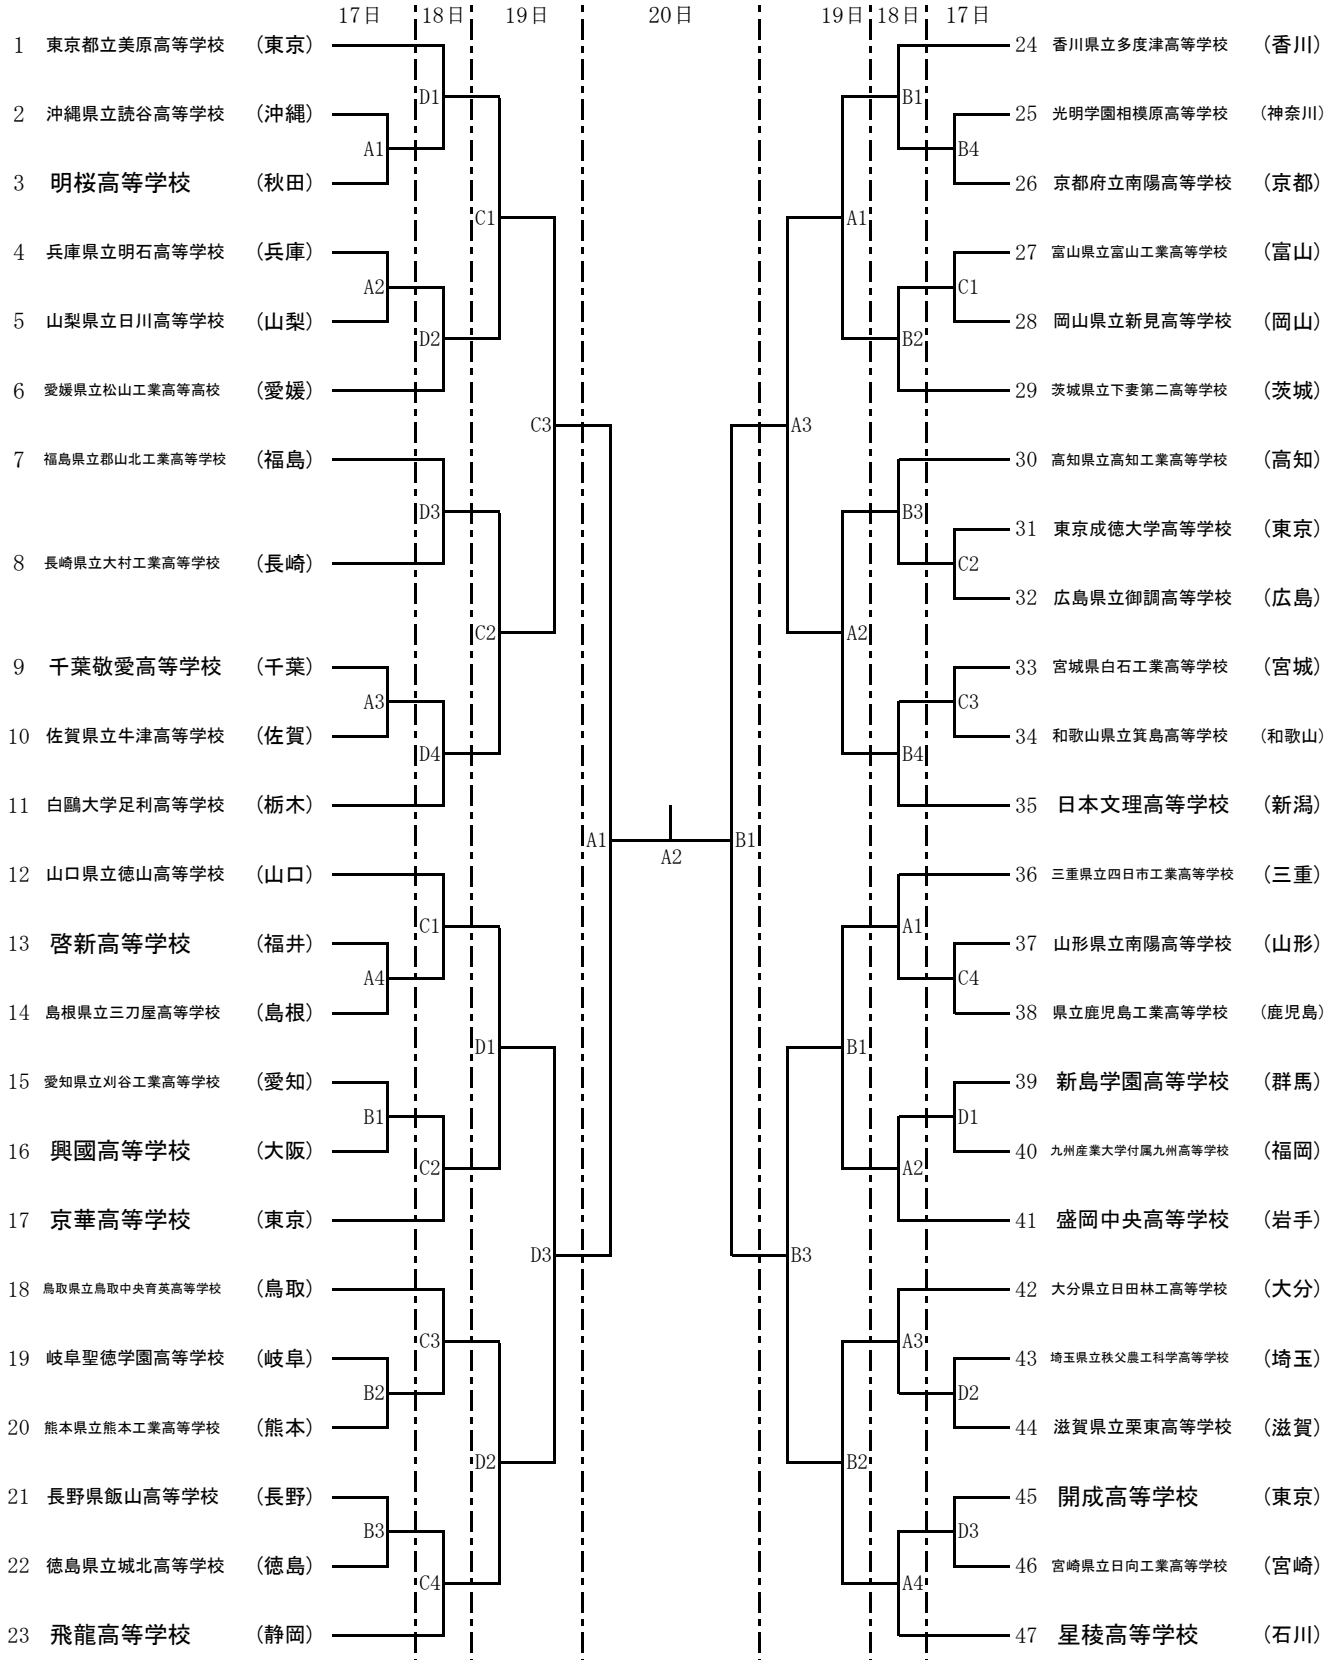 17日 18日 19日 20日 19日 18日 17日
1 東京都立美原高等学校 (東京) 24 香川県立多度津高等学校 (香川)
D1 B1
2 沖縄県立読谷高等学校 (沖縄) 25 光明学園相模原高等学校 (神奈川)
A1 B4
3 明桜高等学校 (秋田) 26 京都府立南陽高等学校 (京都)
C1 A1
4 兵庫県立明石高等学校 (兵庫) 27 富山県立富山工業高等学校 (富山)
A2 C1
5 山梨県立日川高等学校 (山梨) 28 岡山県立新見高等学校 (岡山)
D2 B2
6 愛媛県立松山工業高等高校 (愛媛) 29 茨城県立下妻第二高等学校 (茨城)
C3 A3
7 福島県立郡山北工業高等学校 (福島) 30 高知県立高知工業高等学校 (高知)
D3 B3
31 東京成徳大学高等学校 (東京)
8 長崎県立大村工業高等学校 (長崎) C2
32 広島県立御調高等学校 (広島)
C2 A2
9 千葉敬愛高等学校 (千葉) 33 宮城県白石工業高等学校 (宮城)
A3 C3
10 佐賀県立牛津高等学校 (佐賀) 34 和歌山県立箕島高等学校 (和歌山)
D4 B4
11 白鷗大学足利高等学校 (栃木) 35 日本文理高等学校 (新潟)
A1 A2 B1
12 山口県立徳山高等学校 (山口) 36 三重県立四日市工業高等学校 (三重)
C1 A1
13 啓新高等学校 (福井) 37 山形県立南陽高等学校 (山形)
A4 C4
14 島根県立三刀屋高等学校 (島根) 38 県立鹿児島工業高等学校 (鹿児島)
D1 B1
15 愛知県立刈谷工業高等学校 (愛知) 39 新島学園高等学校 (群馬)
B1 D1
16 興國高等学校 (大阪) 40 九州産業大学付属九州高等学校 (福岡)
C2 A2
17 京華高等学校 (東京) 41 盛岡中央高等学校 (岩手)
D3 B3
18 鳥取県立鳥取中央育英高等学校 (鳥取) 42 大分県立日田林工高等学校 (大分)
C3 A3
19 岐阜聖徳学園高等学校 (岐阜) 43 埼玉県立秩父農工科学高等学校 (埼玉)
B2 D2
20 熊本県立熊本工業高等学校 (熊本) 44 滋賀県立栗東高等学校 (滋賀)
D2 B2
21 長野県飯山高等学校 (長野) 45 開成高等学校 (東京)
B3 D3
22 徳島県立城北高等学校 (徳島) 46 宮崎県立日向工業高等学校 (宮崎)
C4 A4
23 飛龍高等学校 (静岡) 47 星稜高等学校 (石川)